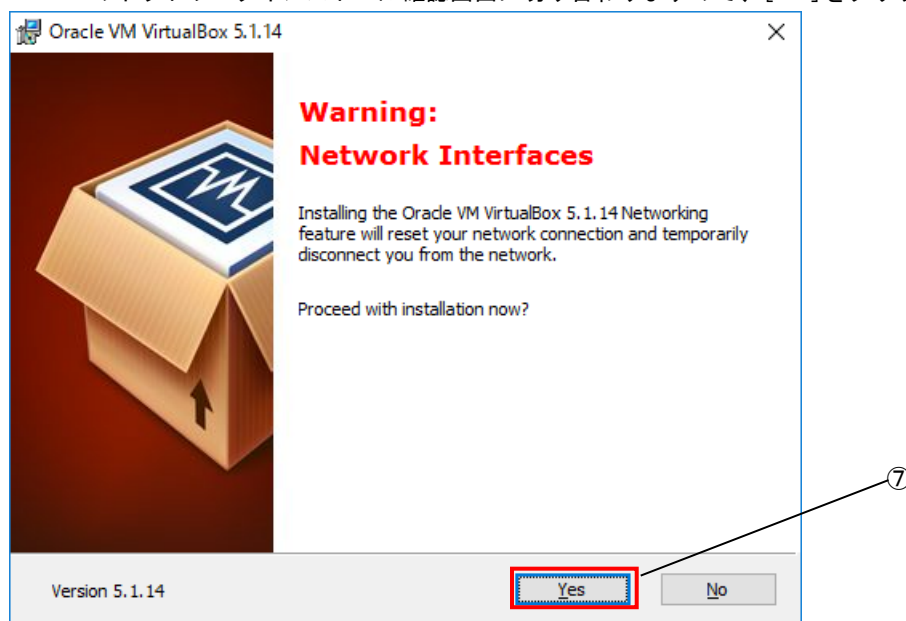 Oracle VM VirtualBox 5.1.14
Warning:
Network Interfaces
Installing the Oracle VM VirtualBox 5.1.14 Networking
feature will reset your network connection and temporarily
disconnect you from the network.
Proceed with installation now?
⑦
Version 5.1.14
Yes
No